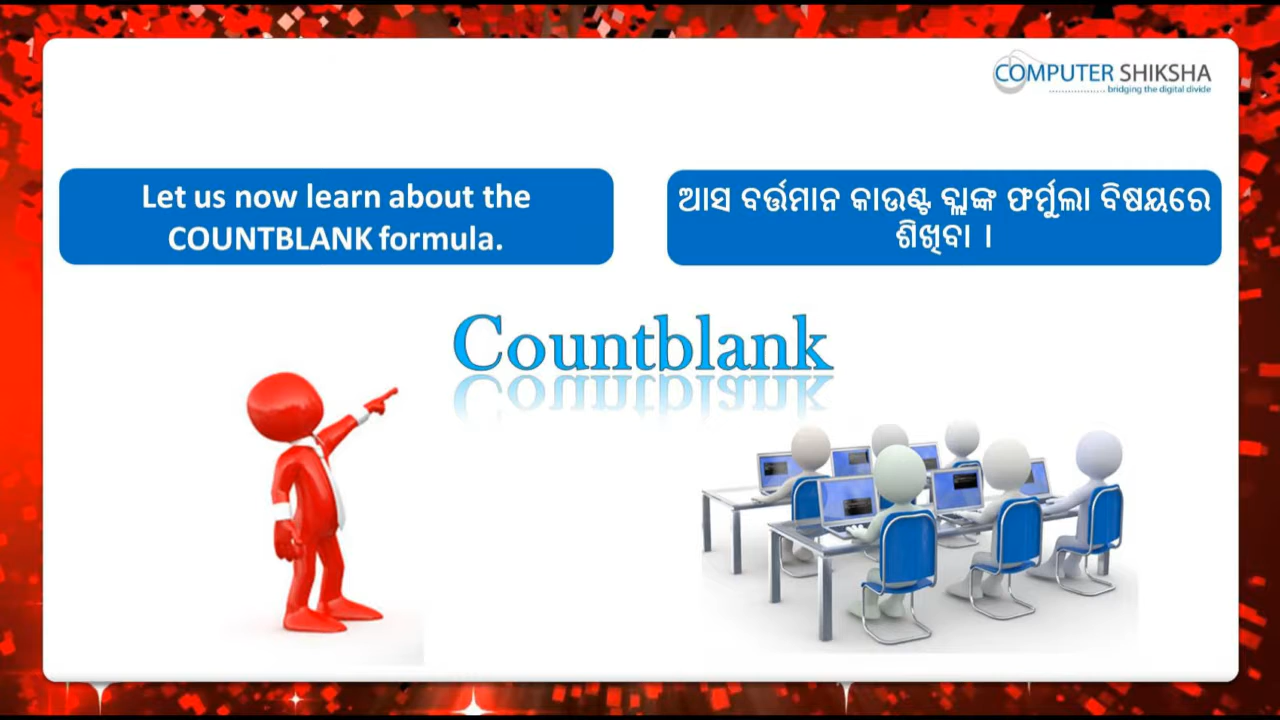 COMPUTER SHIKSHA
bridging the digital divide
Let us now learn about the
COUNTBLANK formula.
ଆସ ବର୍ତ୍ତମାନ କାଉଣ୍ଟ ବ୍ଲାଙ୍କ ଫର୍ମୁଲା ବିଷୟରେ
ଶିଖିବା ।
Countblank